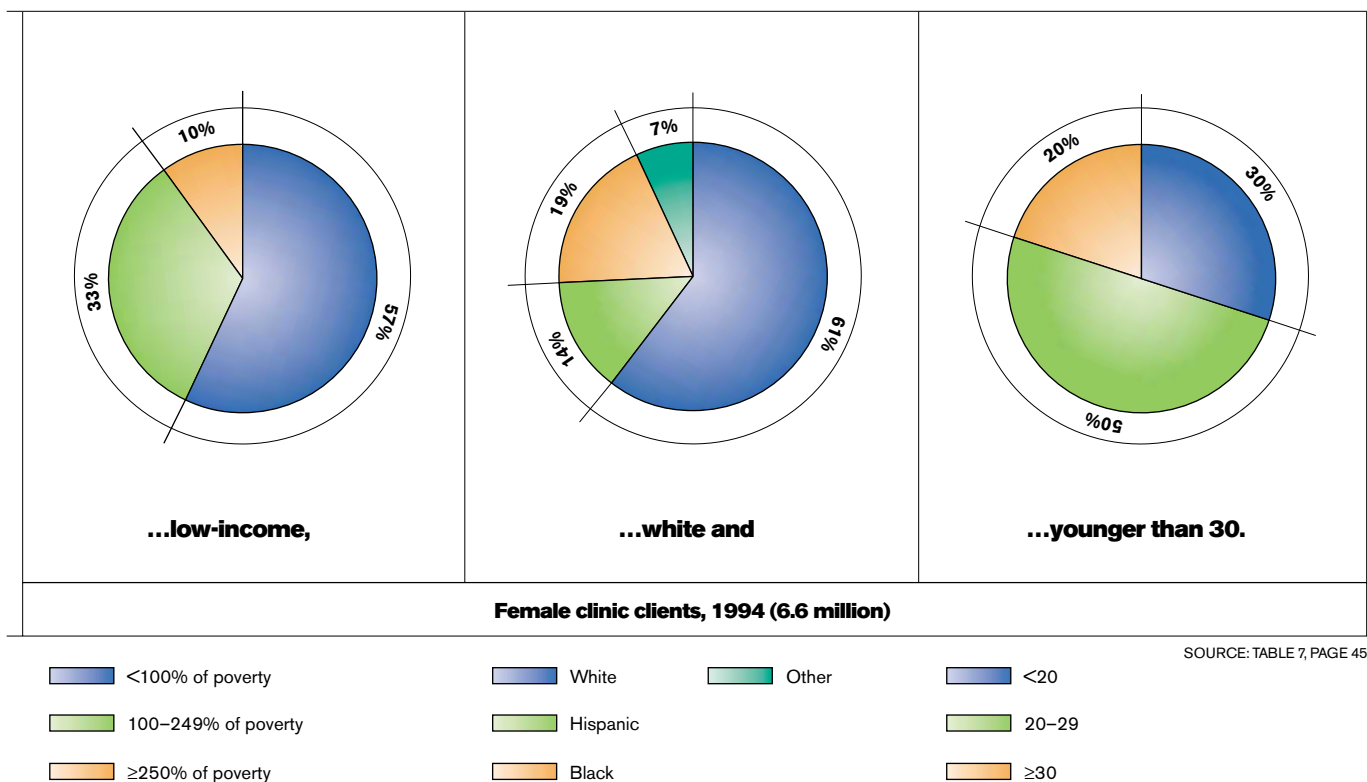 10%
33%
57%
7%
19%
14%
61%
20%
30%
50%
...low-income,
...white and
...younger than 30.
Female clinic clients, 1994 (6.6 million)
SOURCE: TABLE 7, PAGE 45
<100% of poverty
100–249% of poverty
≥250% of poverty
White
Other
Hispanic
Black
<20
20–29
≥30